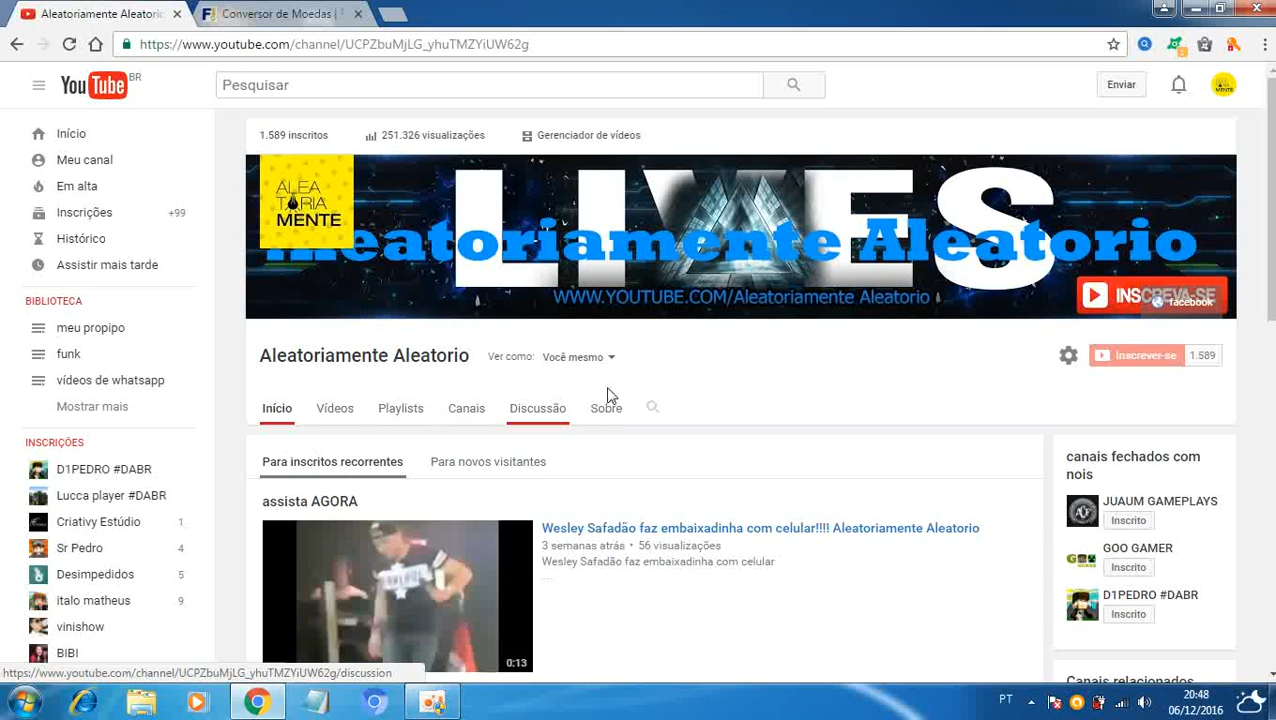 Aleatoriamente Aleatorio
Conversor de Moedas |
https://www.youtube.com/channel/UCPZbuMjLG_yhuTMZYiUW62g
YouTube BR
Pesquisar
Enviar
Início
Meu canal
Em alta
Inscrições +99
Histórico
Assistir mais tarde
BIBLIOTECA
meu propipo
funk
vídeos de whatsapp
Mostrar mais
INSCRIÇÕES
D1PEDRO #DABR
Lucca player #DABR
Criativy Estúdio 1
Sr Pedro 4
Desimpedidos 5
italo matheus 9
vinishow
BIBI
1.589 inscritos 251.326 visualizações Gerenciador de vídeos
ALEA
TORIA
MENTE
LIVES
leatoriamente Aleatorio
WWW.YOUTUBE.COM/Aleatoriamente Aleatorio
INSCREVA-SE
facebook
Aleatoriamente Aleatorio Ver como: Você mesmo
Inscrever-se 1.589
Início Vídeos Playlists Canais Discussão Sobre
Para inscritos recorrentes Para novos visitantes
assista AGORA
Wesley Safadão faz embaixadinha com celular!!!! Aleatoriamente Aleatorio
3 semanas atrás • 56 visualizações
Wesley Safadão faz embaixadinha com celular
....
0:13
canais fechados com
nois
JUAUM GAMEPLAYS
Inscrito
GOO GAMER
Inscrito
D1PEDRO #DABR
Inscrito
Canais relacionados
https://www.youtube.com/channel/UCPZbuMjLG_yhuTMZYiUW62g/discussion
PT
20:48
06/12/2016